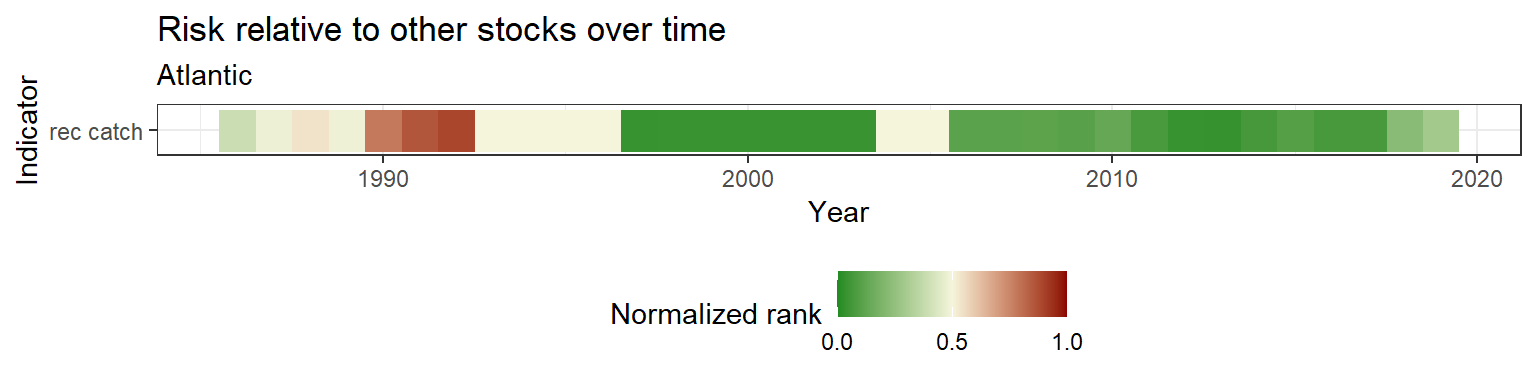 Risk relative to other stocks over time
Atlantic
Indicator
rec catch
1990 2000 2010 2020
Year
Normalized rank
0.0 0.5 1.0